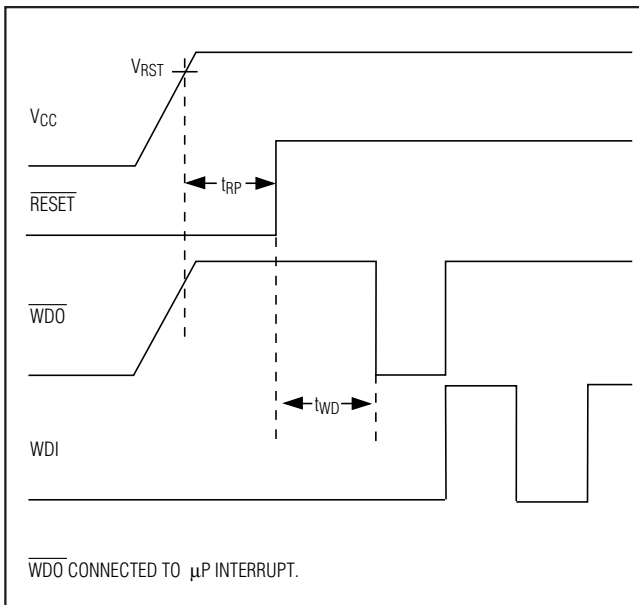 VRST
VCC
tRP
RESET
WDO
tWD
WDI
WDO CONNECTED TO μP INTERRUPT.